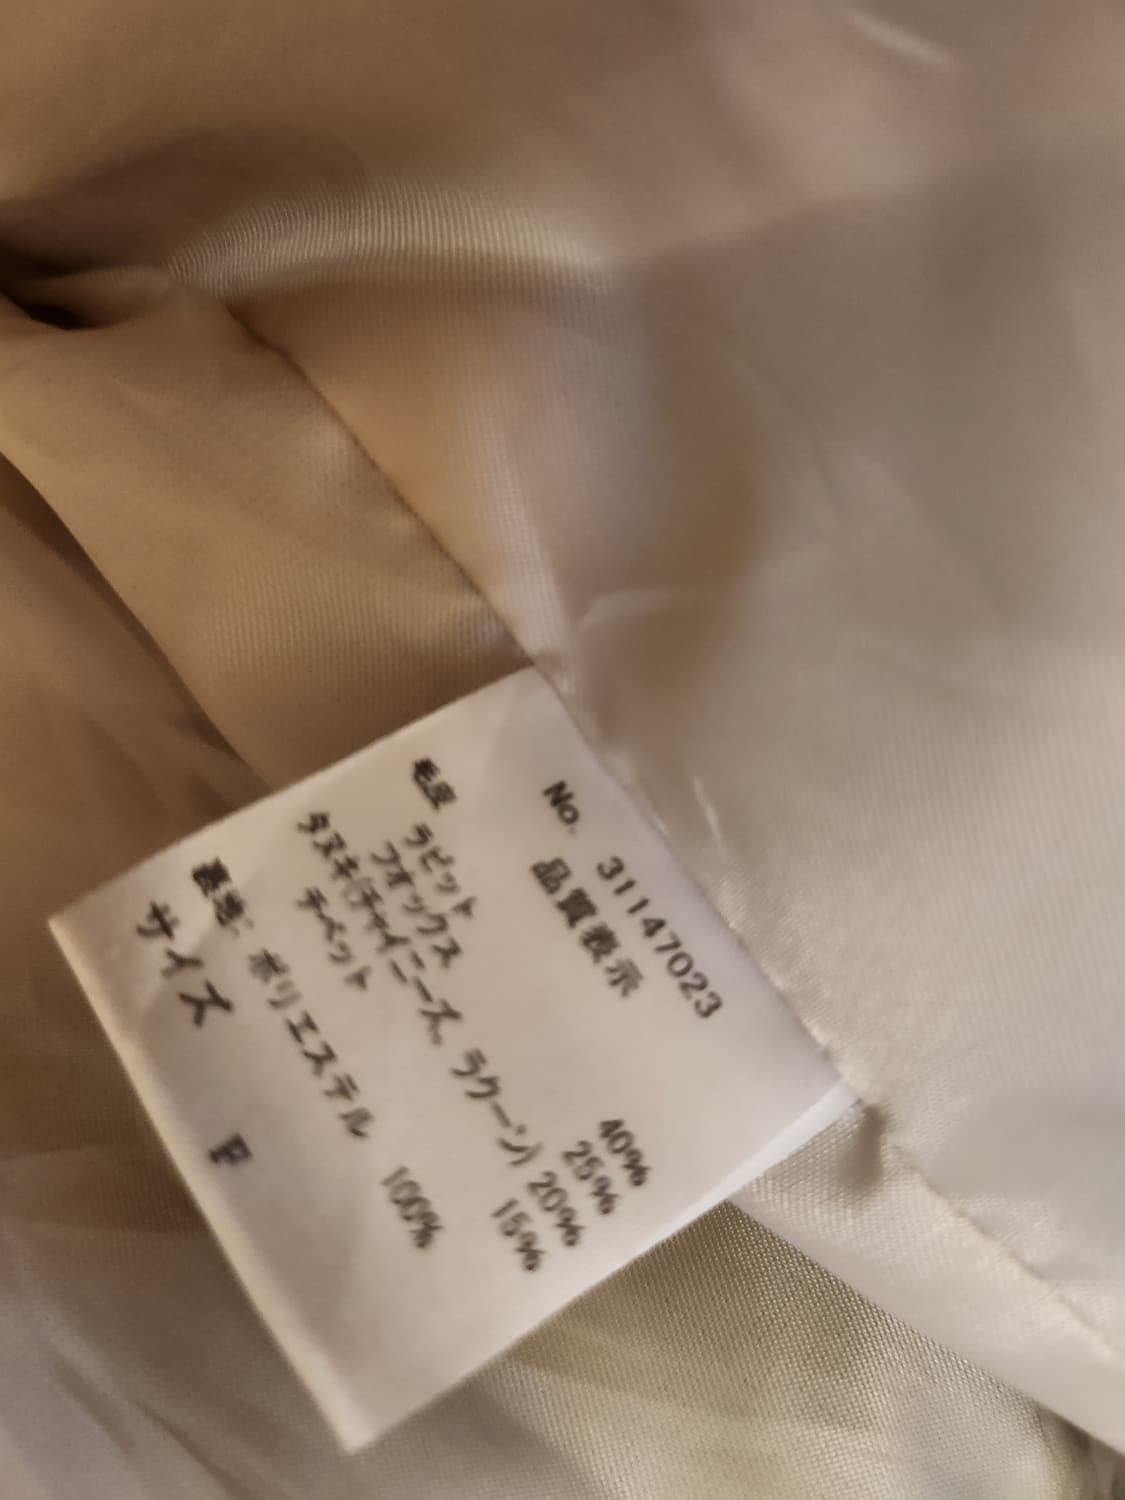 No. 31147023
品質表示
毛皮 ラビット 40%
フオックス 25%
タヌキ(チャイニーズ、ラクーン) 20%
チベット 15%
裏地: ポリエステル 100%
サイズ F